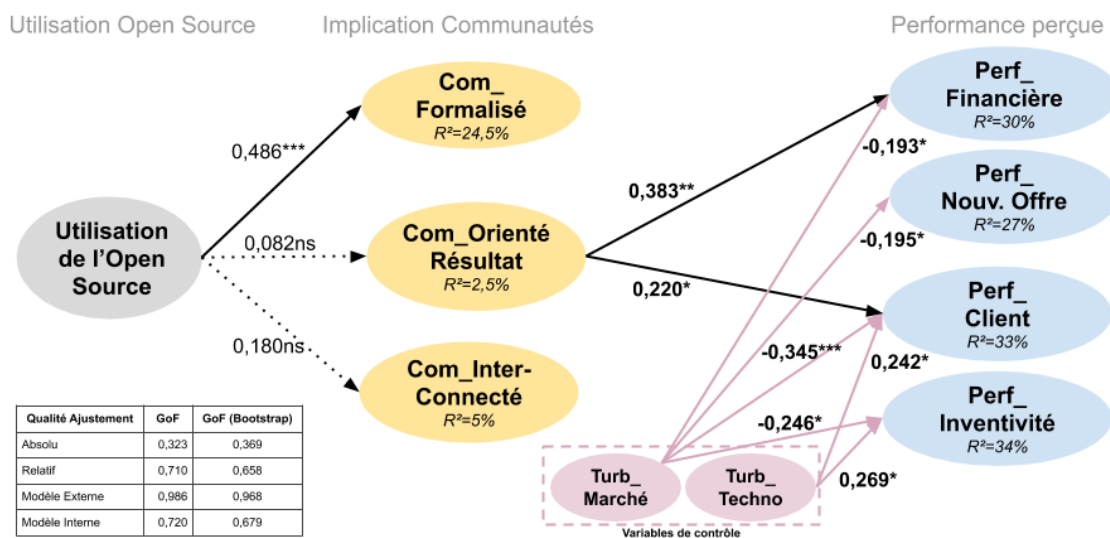 Utilisation Open Source
Implication Communautés
Performance perçue
Com_
Formalisé
R²=24,5%
Perf_
Financière
R²=30%
0,486***
-0,193*
0,383**
Perf_
Nouv. Offre
R²=27%
Utilisation
de l'Open
Source
0,082ns
Com_Orienté
Résultat
R²=2,5%
-0,195*
0,220*
Perf_
Client
R²=33%
0,180ns
-0,345***
0,242*
Com_Inter-
Connecté
R²=5%
-0,246*
Perf_
Inventivité
R²=34%
0,269*
Qualité Ajustement GoF GoF (Bootstrap)
Absolu 0,323 0,369
Relatif 0,710 0,658
Modèle Externe 0,986 0,968
Modèle Interne 0,720 0,679
Turb_
Marché
Turb_
Techno
Variables de contrôle